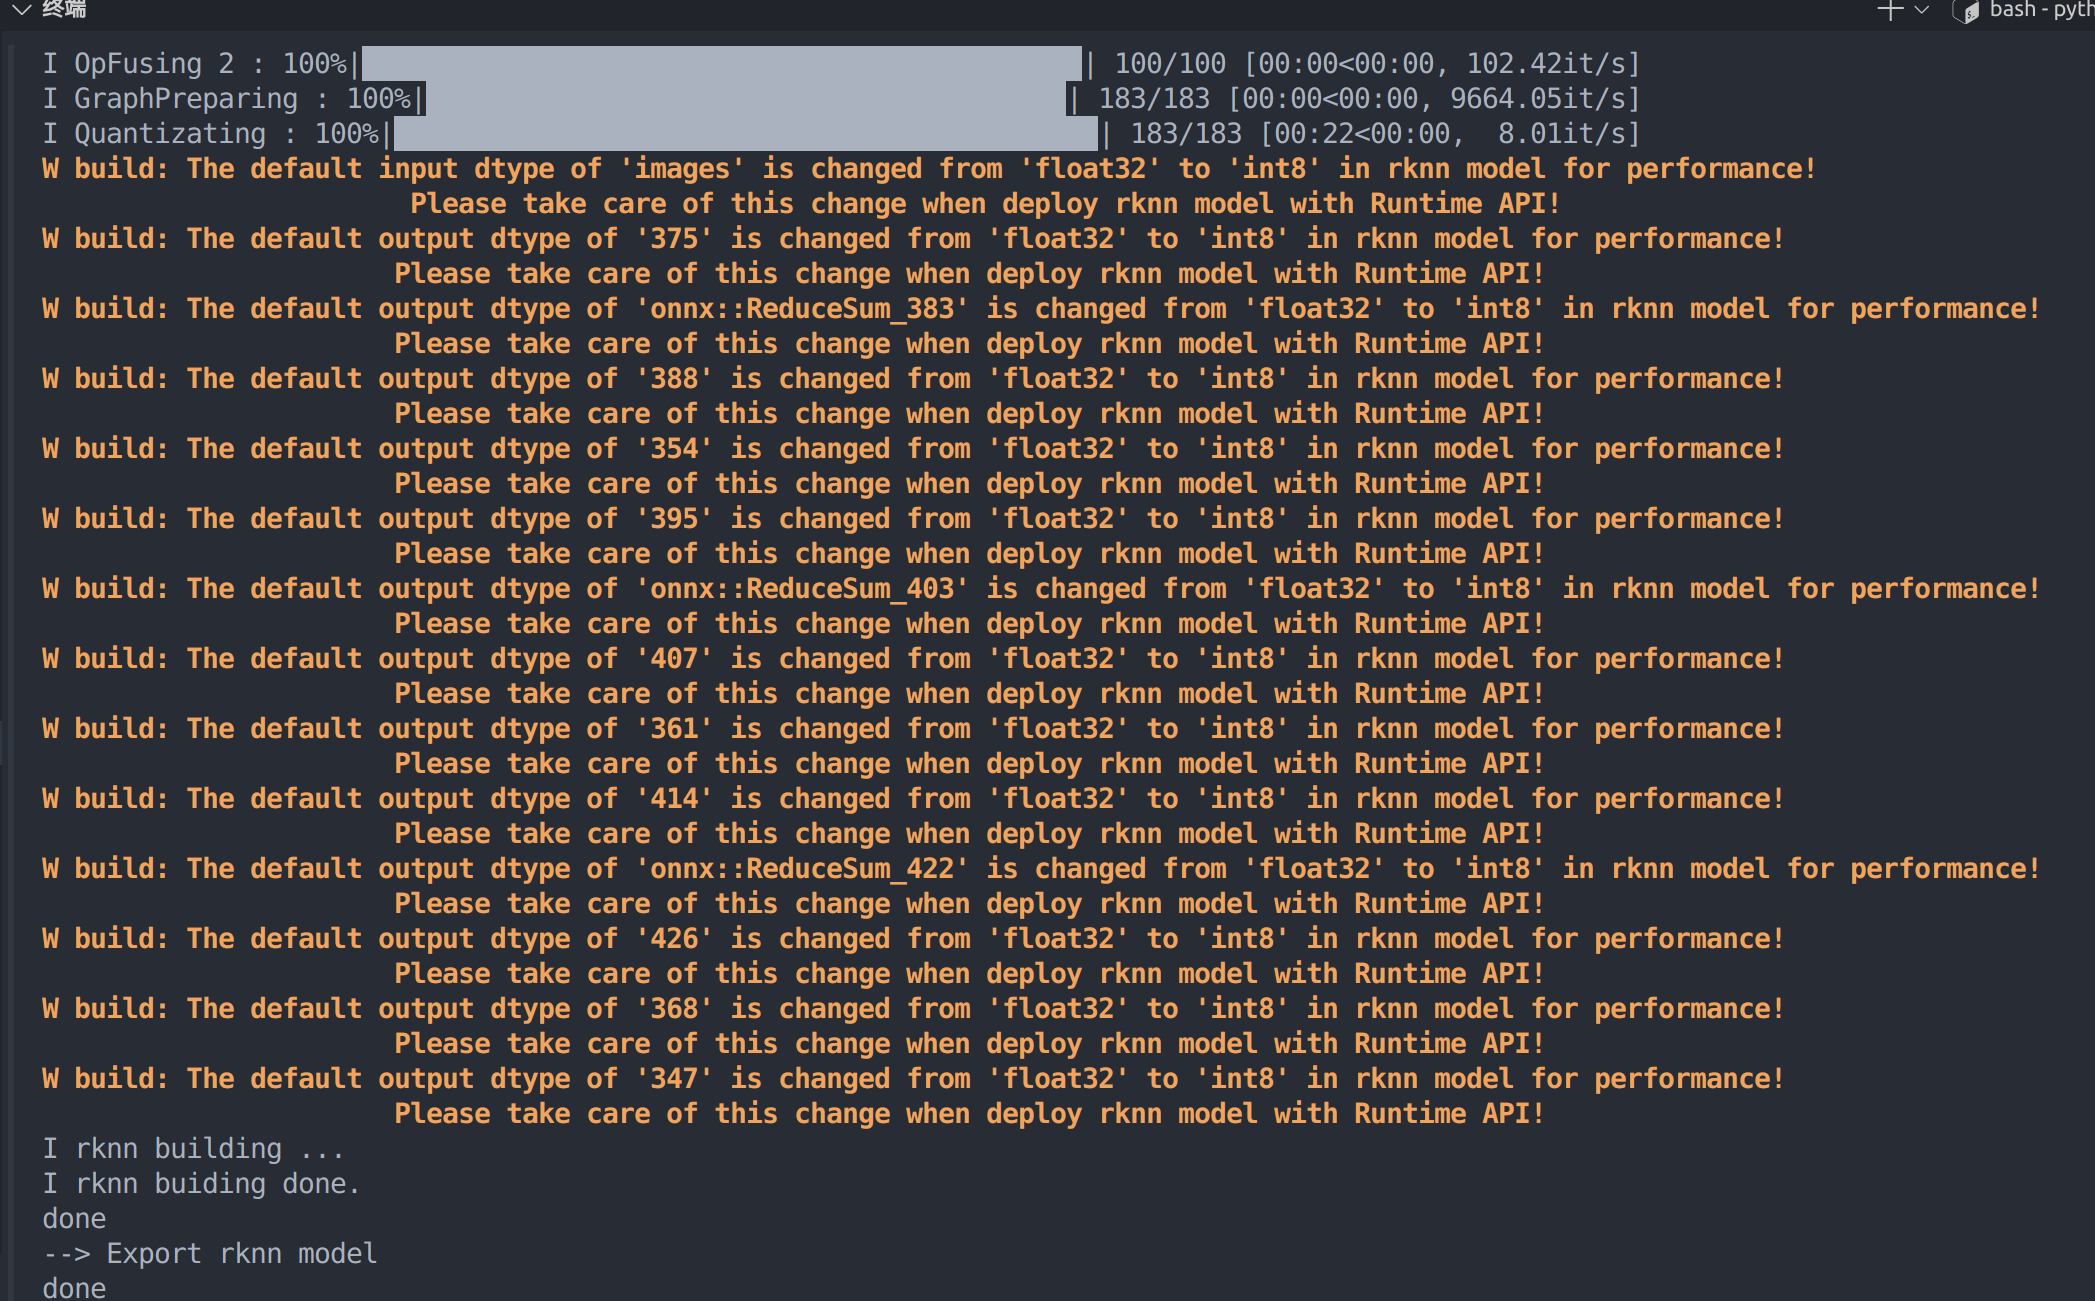 终端
bash - pyth
I OpFusing 2 : 100%| | 100/100 [00:00<00:00, 102.42it/s]
I GraphPreparing : 100%| | 183/183 [00:00<00:00, 9664.05it/s]
I Quantizating : 100%| | 183/183 [00:22<00:00,  8.01it/s]
W build: The default input dtype of 'images' is changed from 'float32' to 'int8' in rknn model for performance!
Please take care of this change when deploy rknn model with Runtime API!
W build: The default output dtype of '375' is changed from 'float32' to 'int8' in rknn model for performance!
Please take care of this change when deploy rknn model with Runtime API!
W build: The default output dtype of 'onnx::ReduceSum_383' is changed from 'float32' to 'int8' in rknn model for performance!
Please take care of this change when deploy rknn model with Runtime API!
W build: The default output dtype of '388' is changed from 'float32' to 'int8' in rknn model for performance!
Please take care of this change when deploy rknn model with Runtime API!
W build: The default output dtype of '354' is changed from 'float32' to 'int8' in rknn model for performance!
Please take care of this change when deploy rknn model with Runtime API!
W build: The default output dtype of '395' is changed from 'float32' to 'int8' in rknn model for performance!
Please take care of this change when deploy rknn model with Runtime API!
W build: The default output dtype of 'onnx::ReduceSum_403' is changed from 'float32' to 'int8' in rknn model for performance!
Please take care of this change when deploy rknn model with Runtime API!
W build: The default output dtype of '407' is changed from 'float32' to 'int8' in rknn model for performance!
Please take care of this change when deploy rknn model with Runtime API!
W build: The default output dtype of '361' is changed from 'float32' to 'int8' in rknn model for performance!
Please take care of this change when deploy rknn model with Runtime API!
W build: The default output dtype of '414' is changed from 'float32' to 'int8' in rknn model for performance!
Please take care of this change when deploy rknn model with Runtime API!
W build: The default output dtype of 'onnx::ReduceSum_422' is changed from 'float32' to 'int8' in rknn model for performance!
Please take care of this change when deploy rknn model with Runtime API!
W build: The default output dtype of '426' is changed from 'float32' to 'int8' in rknn model for performance!
Please take care of this change when deploy rknn model with Runtime API!
W build: The default output dtype of '368' is changed from 'float32' to 'int8' in rknn model for performance!
Please take care of this change when deploy rknn model with Runtime API!
W build: The default output dtype of '347' is changed from 'float32' to 'int8' in rknn model for performance!
Please take care of this change when deploy rknn model with Runtime API!
I rknn building ...
I rknn buiding done.
done
--> Export rknn model
done